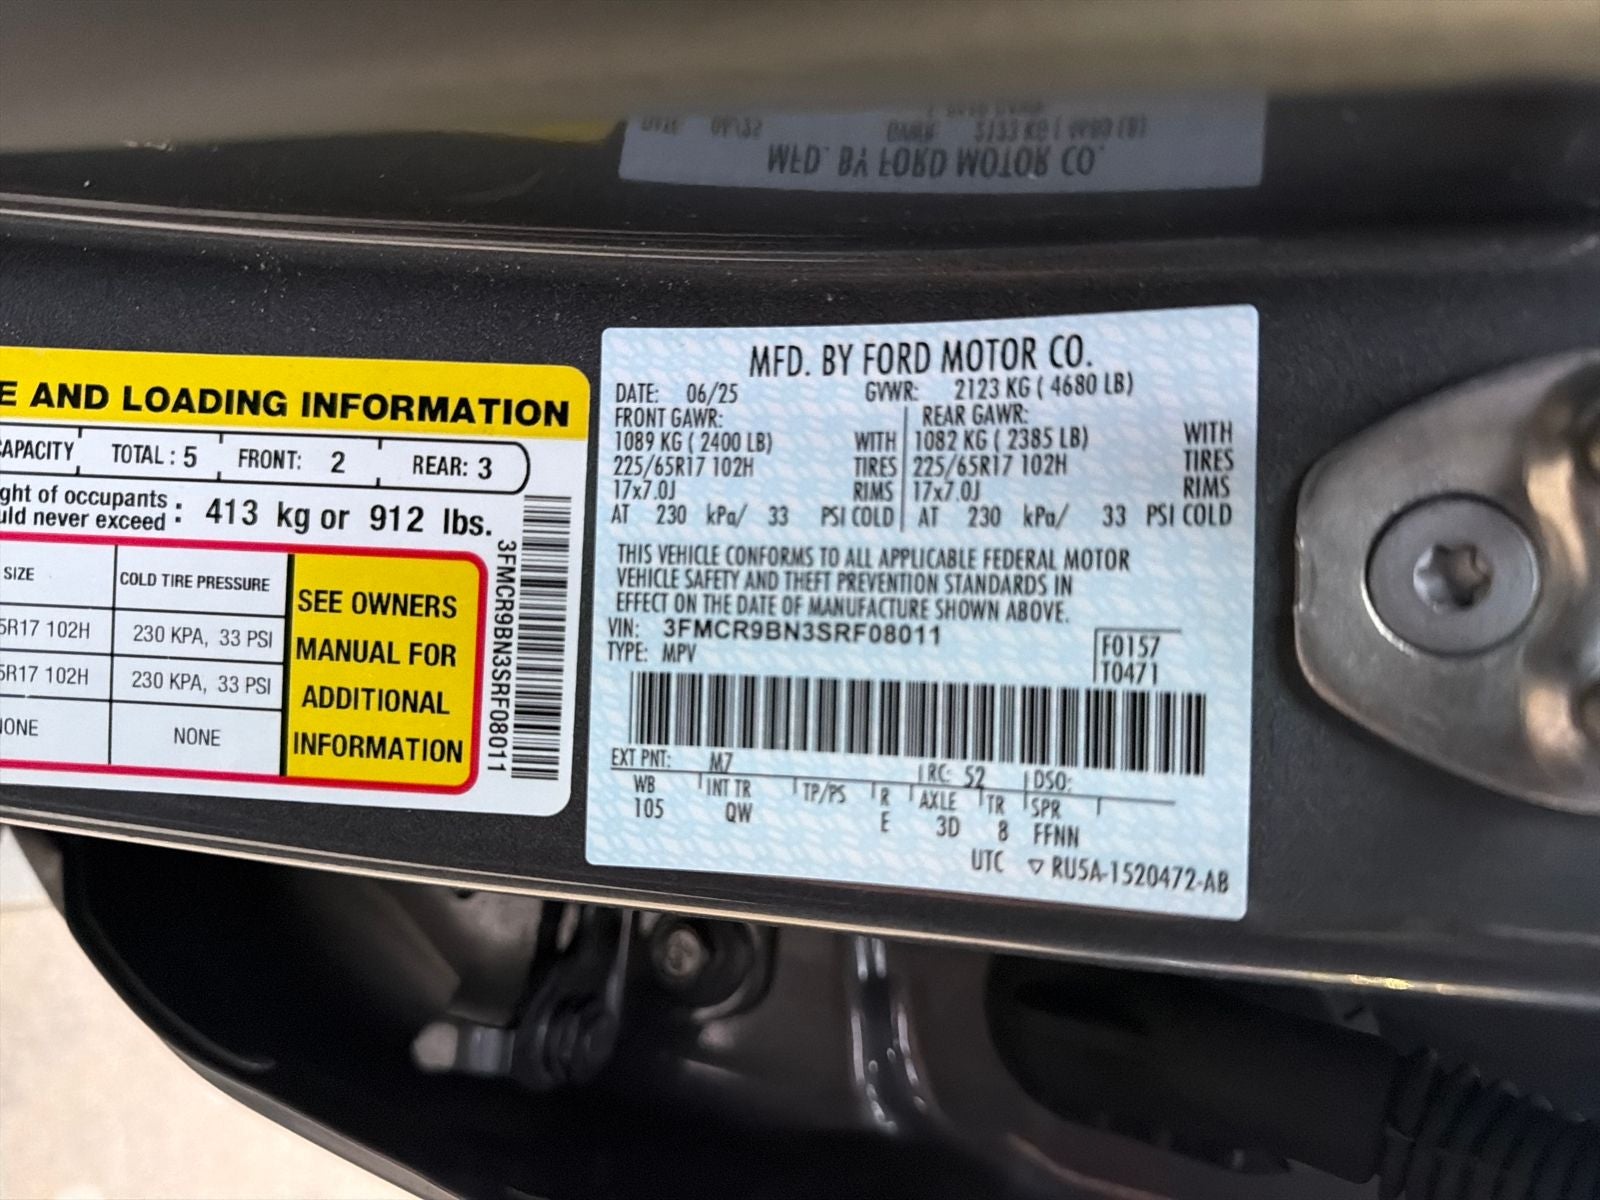 E AND LOADING INFORMATION
APACITY TOTAL : 5 FRONT: 2 REAR: 3
ght of occupants : 413 kg or 912 lbs.
uld never exceed
SIZE COLD TIRE PRESSURE
5R17 102H 230 KPA, 33 PSI
5R17 102H 230 KPA, 33 PSI
NONE NONE
SEE OWNERS
MANUAL FOR
ADDITIONAL
INFORMATION
3FMCR9BN3SRF08011
MFD. BY FORD MOTOR CO.
DATE: 06/25 GVWR: 2123 KG ( 4680 LB)
FRONT GAWR: REAR GAWR:
1089 KG ( 2400 LB) WITH 1082 KG ( 2385 LB) WITH
225/65R17 102H TIRES 225/65R17 102H TIRES
17x7.0J RIMS 17x7.0J RIMS
AT 230 kPa/ 33 PSI COLD AT 230 kPa/ 33 PSI COLD
THIS VEHICLE CONFORMS TO ALL APPLICABLE FEDERAL MOTOR
VEHICLE SAFETY AND THEFT PREVENTION STANDARDS IN
EFFECT ON THE DATE OF MANUFACTURE SHOWN ABOVE.
VIN: 3FMCR9BN3SRF08011
TYPE: MPV
F0157
T0471
EXT PNT: M7 RC: 52 DSO:
WB INT TR TP/PS R AXLE TR SPR
105 QW E 3D 8 FFNN
UTC ▽ RU5A-1520472-AB